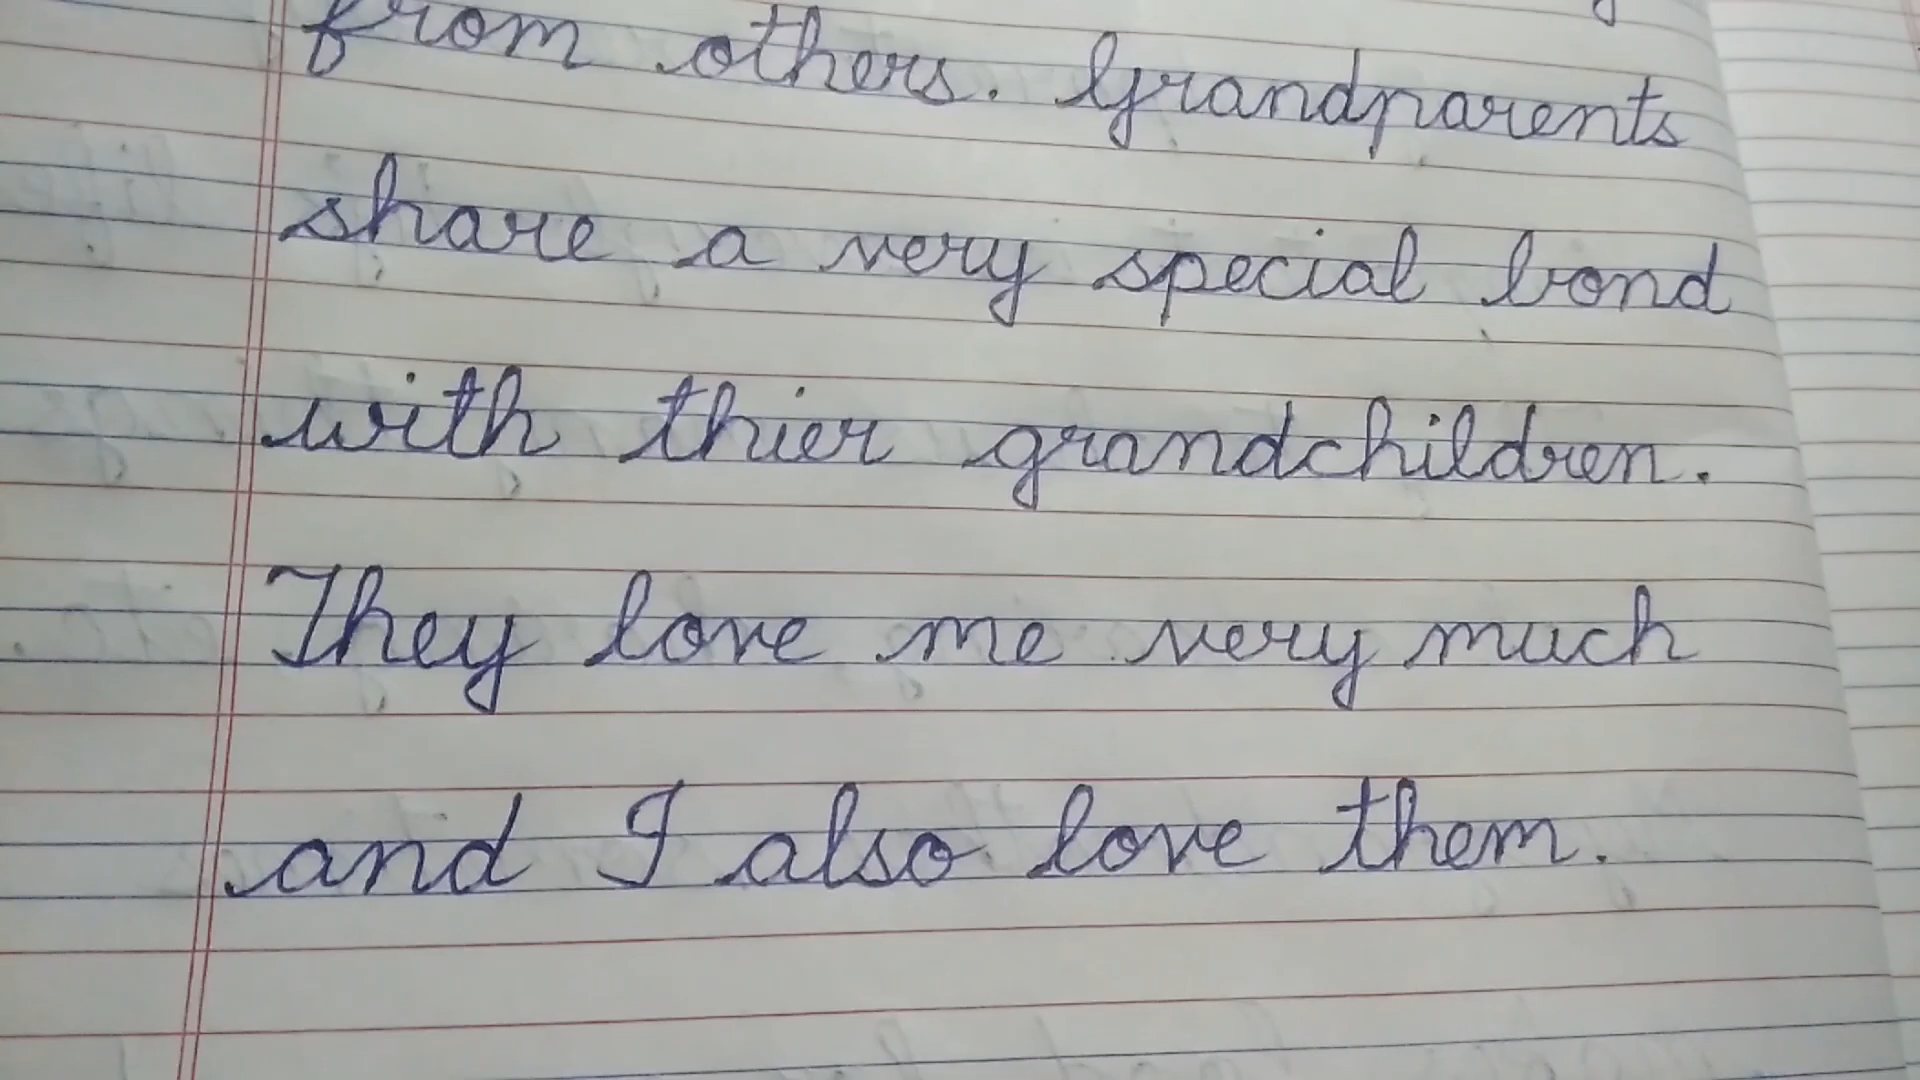 from others. Grandparents
share a very special bond
with thier grandchildren.
They love me very much
and I also love them.